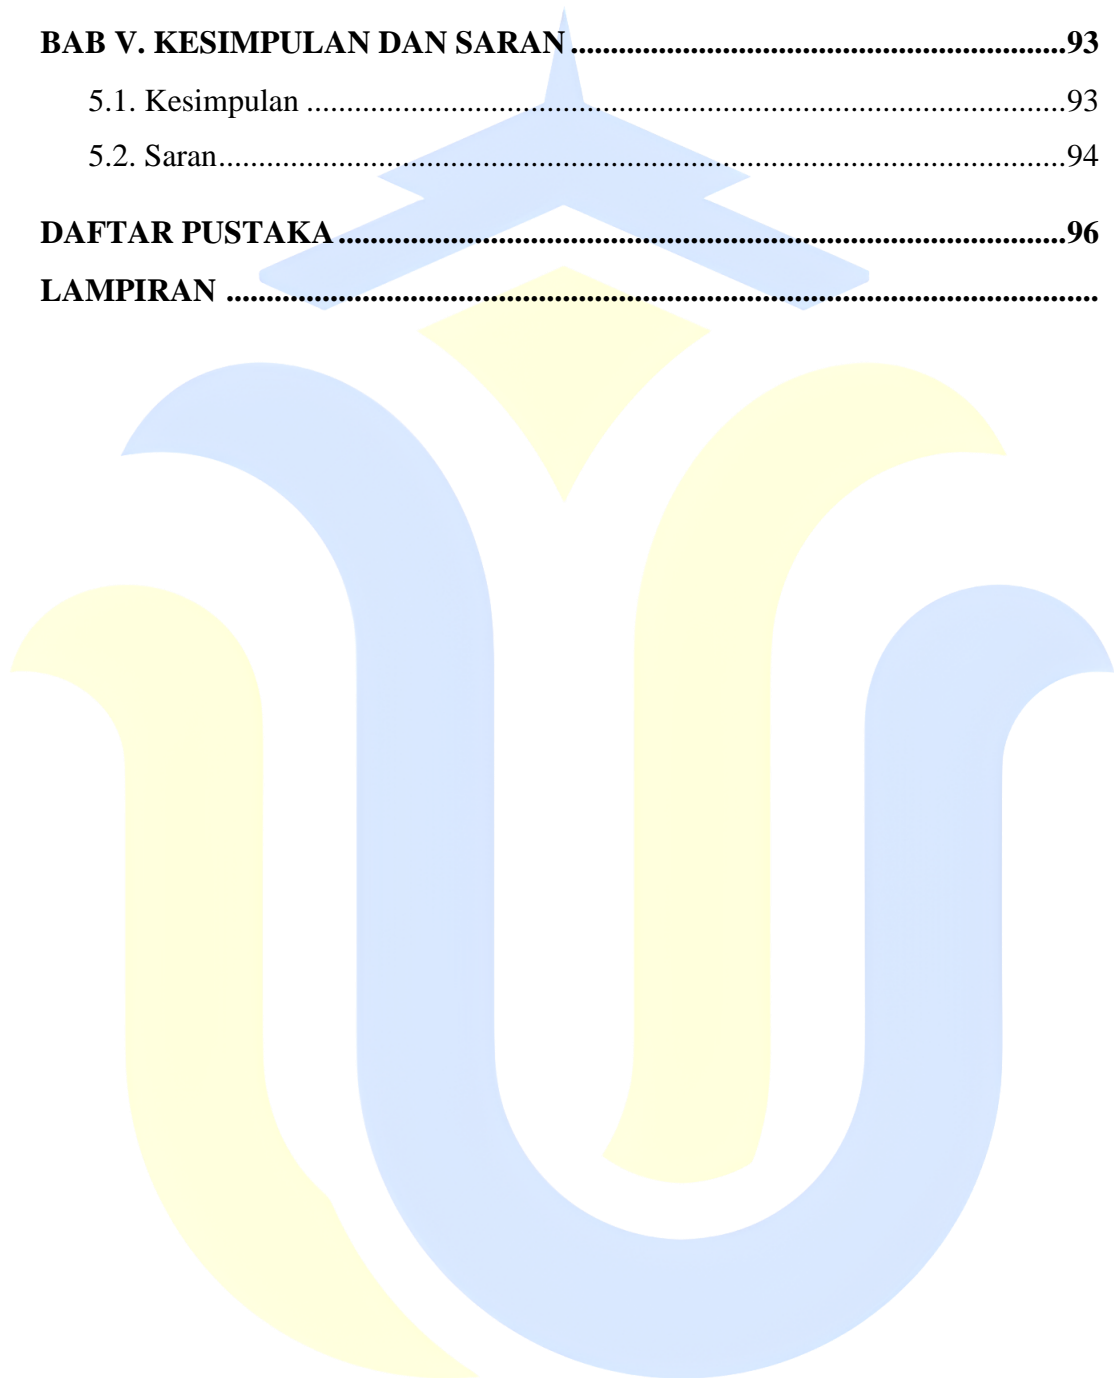 BAB V. KESIMPULAN DAN SARAN ............................................................93
5.1. Kesimpulan ...............................................................................................93
5.2. Saran..........................................................................................................94
DAFTAR PUSTAKA .........................................................................................96
LAMPIRAN ..........................................................................................................